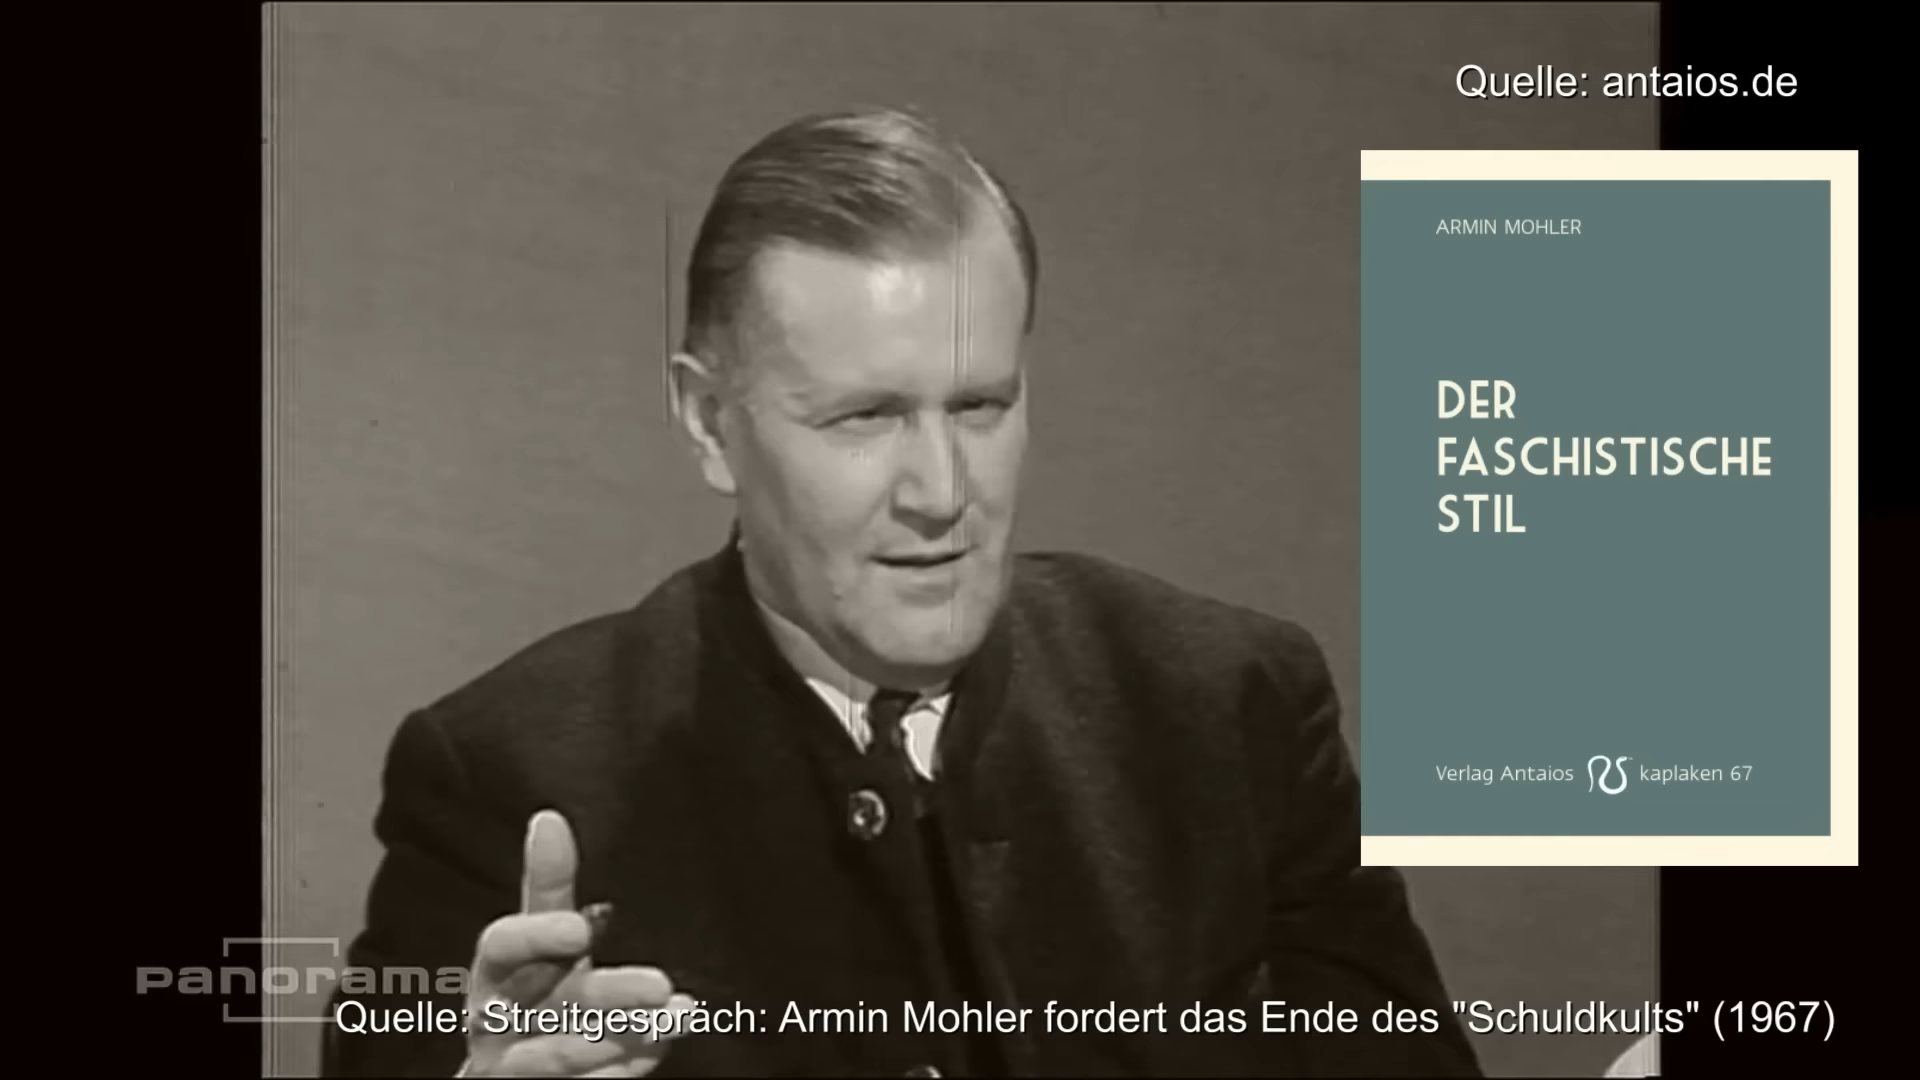 Quelle: antaios.de
ARMIN MOHLER
DER
FASCHISTISCHE
STIL
Verlag Antaios kaplaken 67
panorama
Quelle: Streitgespräch: Armin Mohler fordert das Ende des "Schuldkults" (1967)